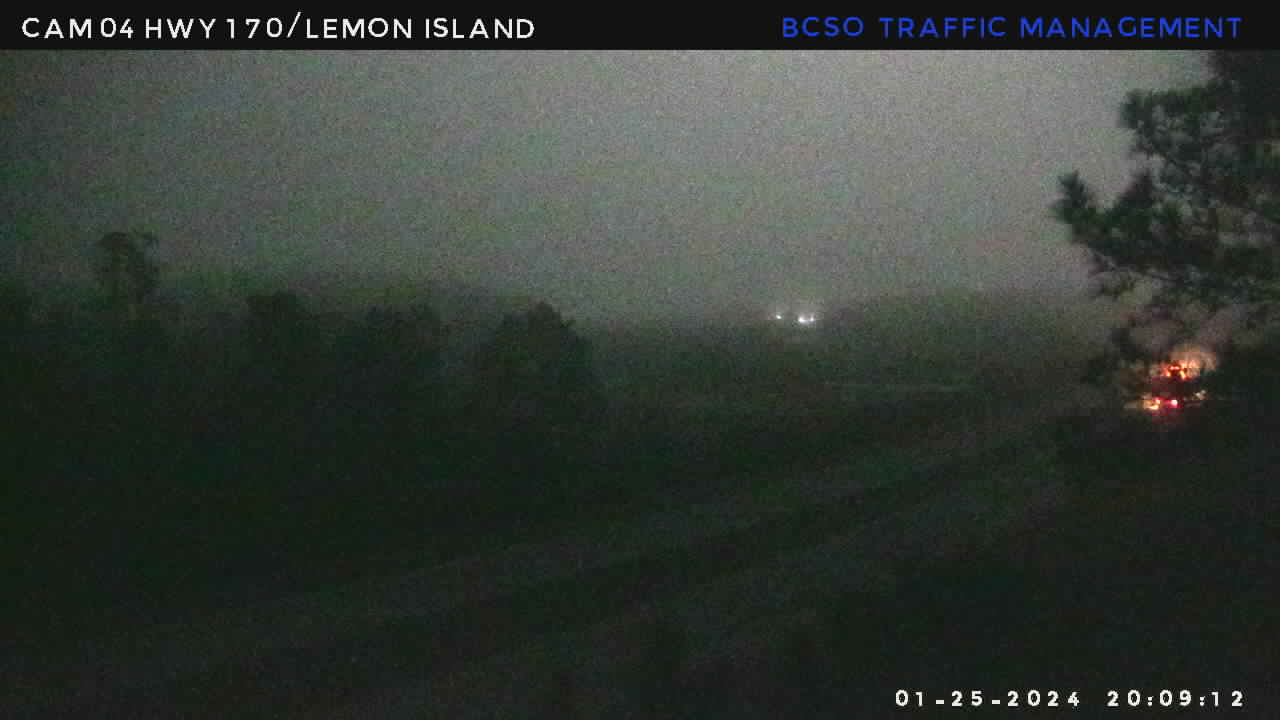 CAM04 HWY 170/LEMON ISLAND
BCSO TRAFFIC MANAGEMENT
01-25-2024 20:09:12